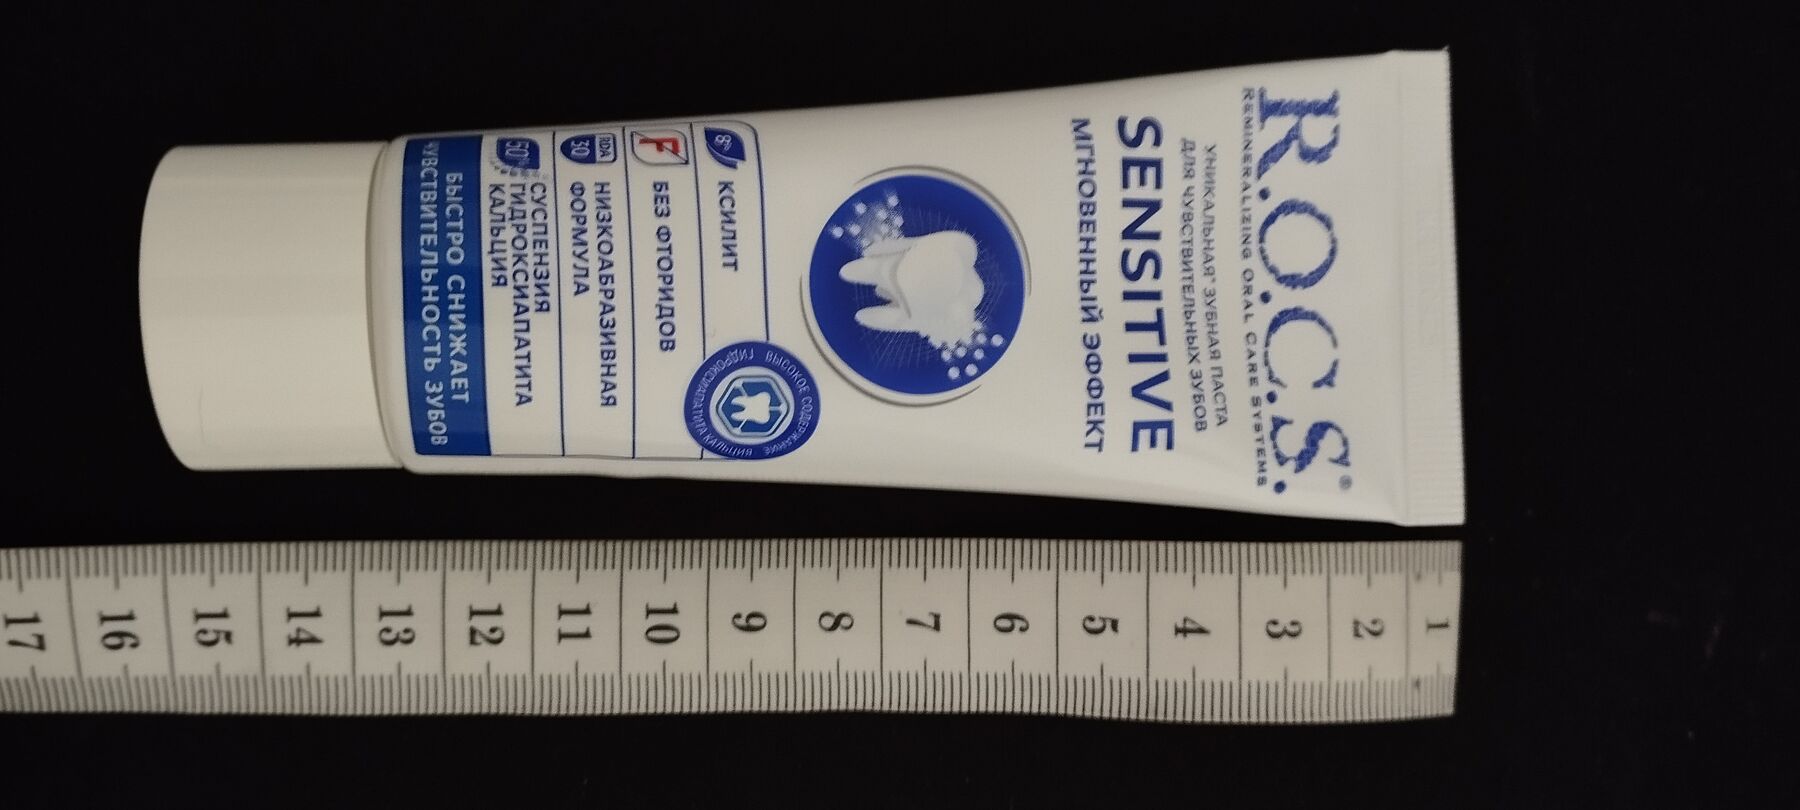 R.O.C.S.®
REMINERALIZING ORAL CARE SYSTEMS
УНИКАЛЬНАЯ* ЗУБНАЯ ПАСТА
ДЛЯ ЧУВСТВИТЕЛЬНЫХ ЗУБОВ
SENSITIVE
МГНОВЕННЫЙ ЭФФЕКТ
8% КСИЛИТ
F БЕЗ ФТОРИДОВ
RDA
30
НИЗКОАБРАЗИВНАЯ
ФОРМУЛА
50%
СУСПЕНЗИЯ
ГИДРОКСИАПАТИТА
КАЛЬЦИЯ
ВЫСОКОЕ СОДЕРЖАНИЕ
ГИДРОКСИАПАТИТА КАЛЬЦИЯ
БЫСТРО СНИЖАЕТ
ЧУВСТВИТЕЛЬНОСТЬ ЗУБОВ
1
2
3
4
5
6
7
8
9
10
11
12
13
14
15
16
17